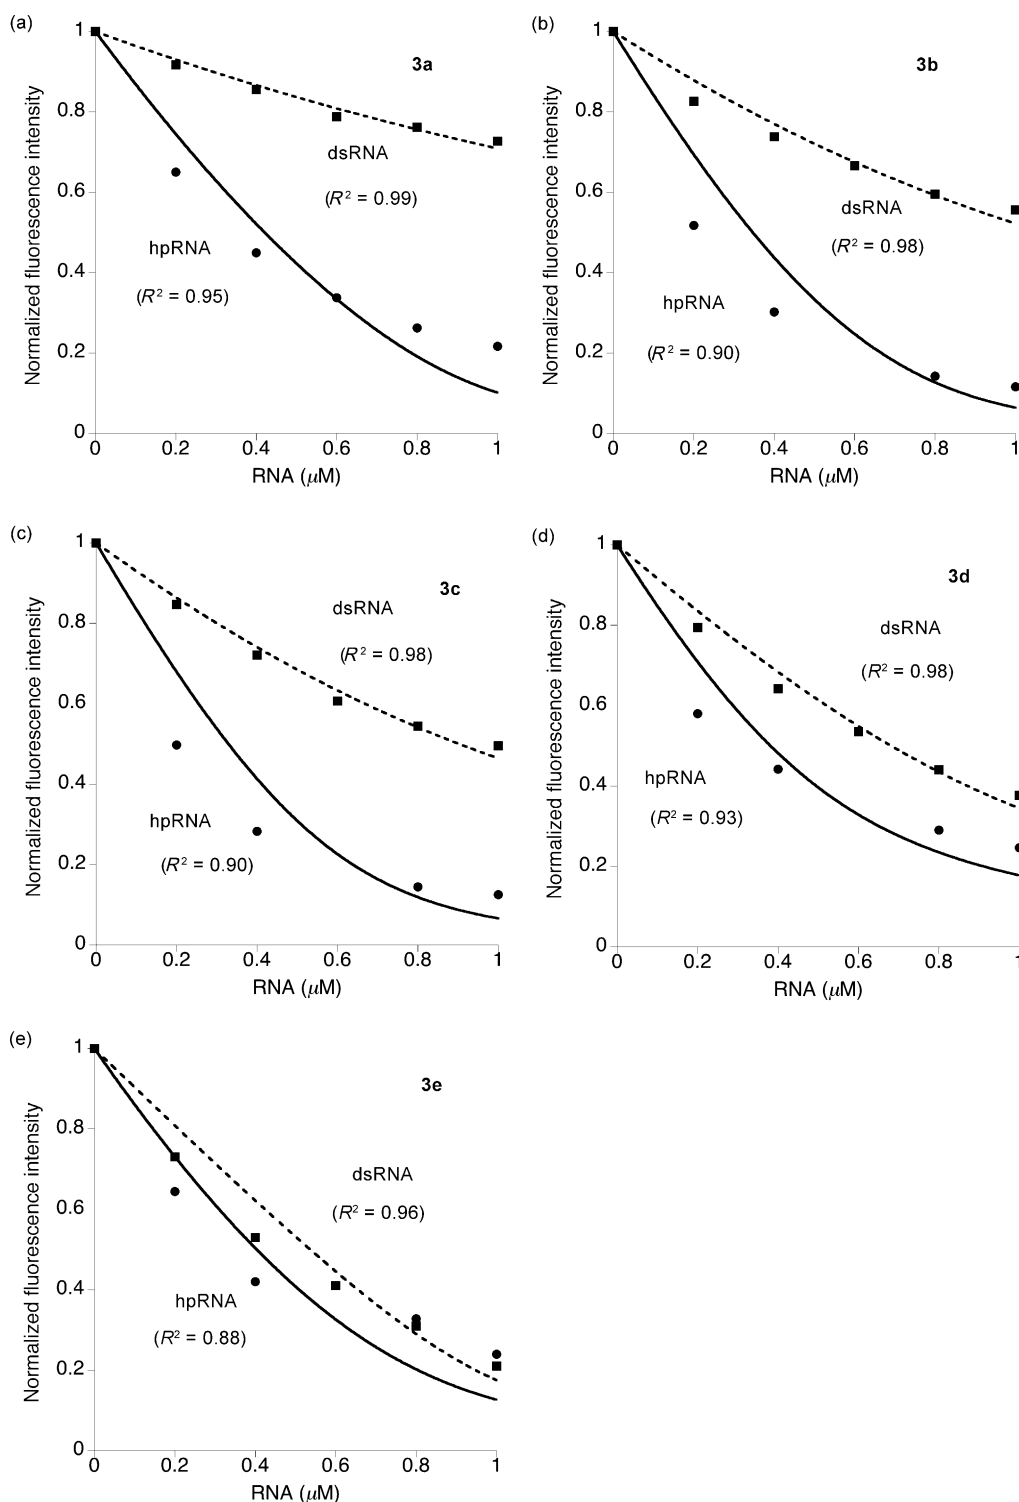 (a)
1
0.8
0.6
0.4
0.2
0
0 0.2 0.4 0.6 0.8 1
Normalized fluorescence intensity
RNA (μM)
3a
dsRNA
(R² = 0.99)
hpRNA
(R² = 0.95)
(b)
1
0.8
0.6
0.4
0.2
0
0 0.2 0.4 0.6 0.8 1
Normalized fluorescence intensity
RNA (μM)
3b
dsRNA
(R² = 0.98)
hpRNA
(R² = 0.90)
(c)
1
0.8
0.6
0.4
0.2
0
0 0.2 0.4 0.6 0.8 1
Normalized fluorescence intensity
RNA (μM)
3c
dsRNA
(R² = 0.98)
hpRNA
(R² = 0.90)
(d)
1
0.8
0.6
0.4
0.2
0
0 0.2 0.4 0.6 0.8 1
Normalized fluorescence intensity
RNA (μM)
3d
dsRNA
(R² = 0.98)
hpRNA
(R² = 0.93)
(e)
1
0.8
0.6
0.4
0.2
0
0 0.2 0.4 0.6 0.8 1
Normalized fluorescence intensity
RNA (μM)
3e
dsRNA
(R² = 0.96)
hpRNA
(R² = 0.88)